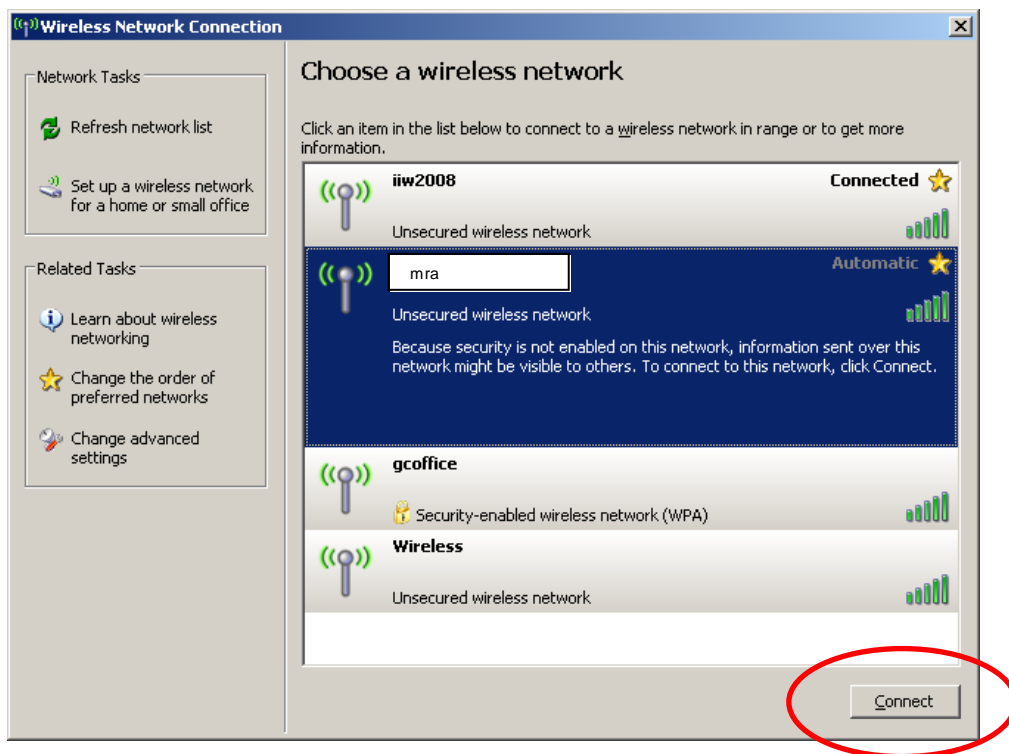 Wireless Network Connection
Network Tasks
Refresh network list
Set up a wireless network
for a home or small office
Related Tasks
Learn about wireless
networking
Change the order of
preferred networks
Change advanced
settings
Choose a wireless network
Click an item in the list below to connect to a wireless network in range or to get more
information.
iiw2008 Connected
Unsecured wireless network
mra Automatic
Unsecured wireless network
Because security is not enabled on this network, information sent over this
network might be visible to others. To connect to this network, click Connect.
gcoffice
Security-enabled wireless network (WPA)
Wireless
Unsecured wireless network
Connect